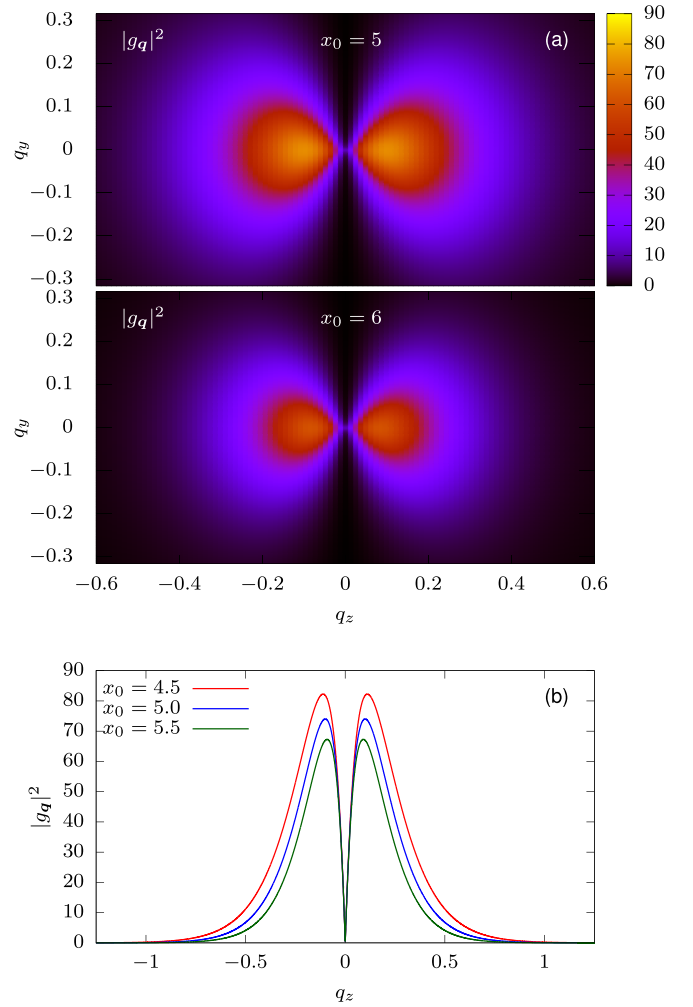 |g_q|^2 x_0 = 5 (a)
0.3
0.2
0.1
0
−0.1
−0.2
−0.3
q_y
90
80
70
60
50
40
30
20
10
0
|g_q|^2 x_0 = 6
0.3
0.2
0.1
0
−0.1
−0.2
−0.3
q_y
−0.6 −0.4 −0.2 0 0.2 0.4 0.6
q_z
x_0 = 4.5 (b)
x_0 = 5.0
x_0 = 5.5
90
80
70
60
50
40
30
20
10
0
|g_q|^2
−1 −0.5 0 0.5 1
q_z